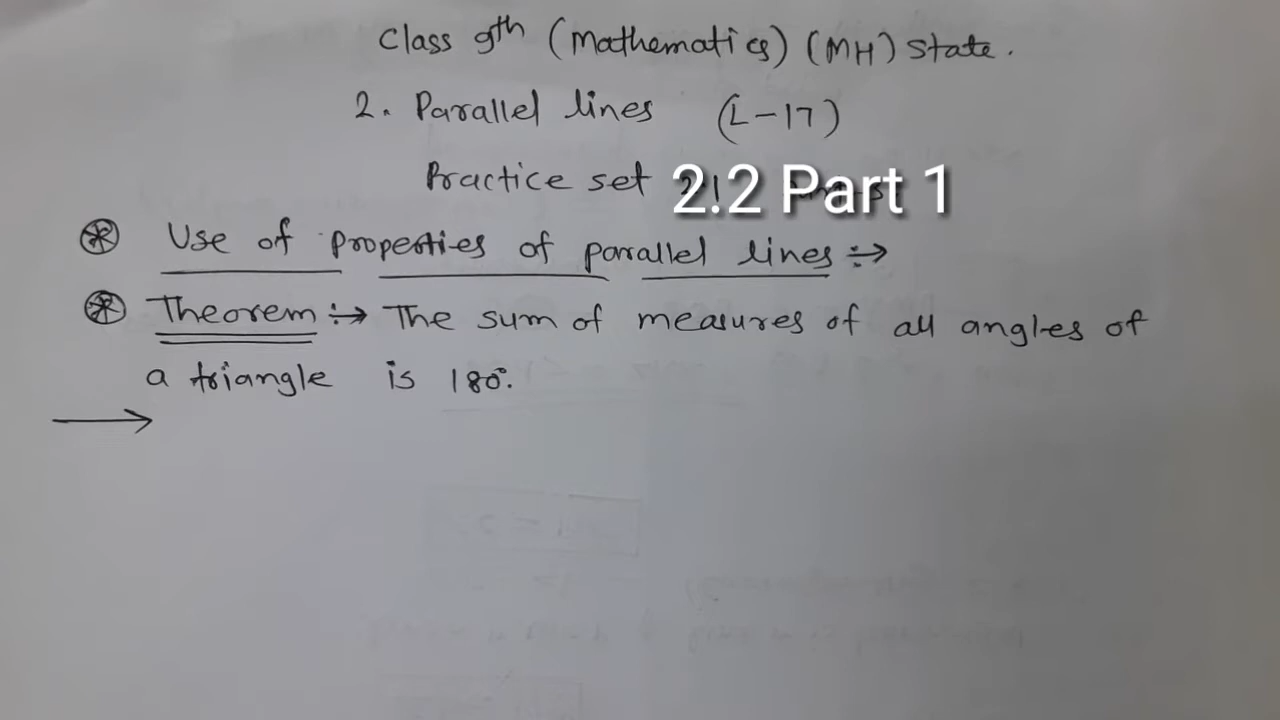 Class 9th (Mathematics) (MH) State.
2. Parallel lines (L-17)
Practice set 2.2 Part 1
Use of properties of parallel lines
Theorem → The sum of measures of all angles of
a triangle is 180°.
→